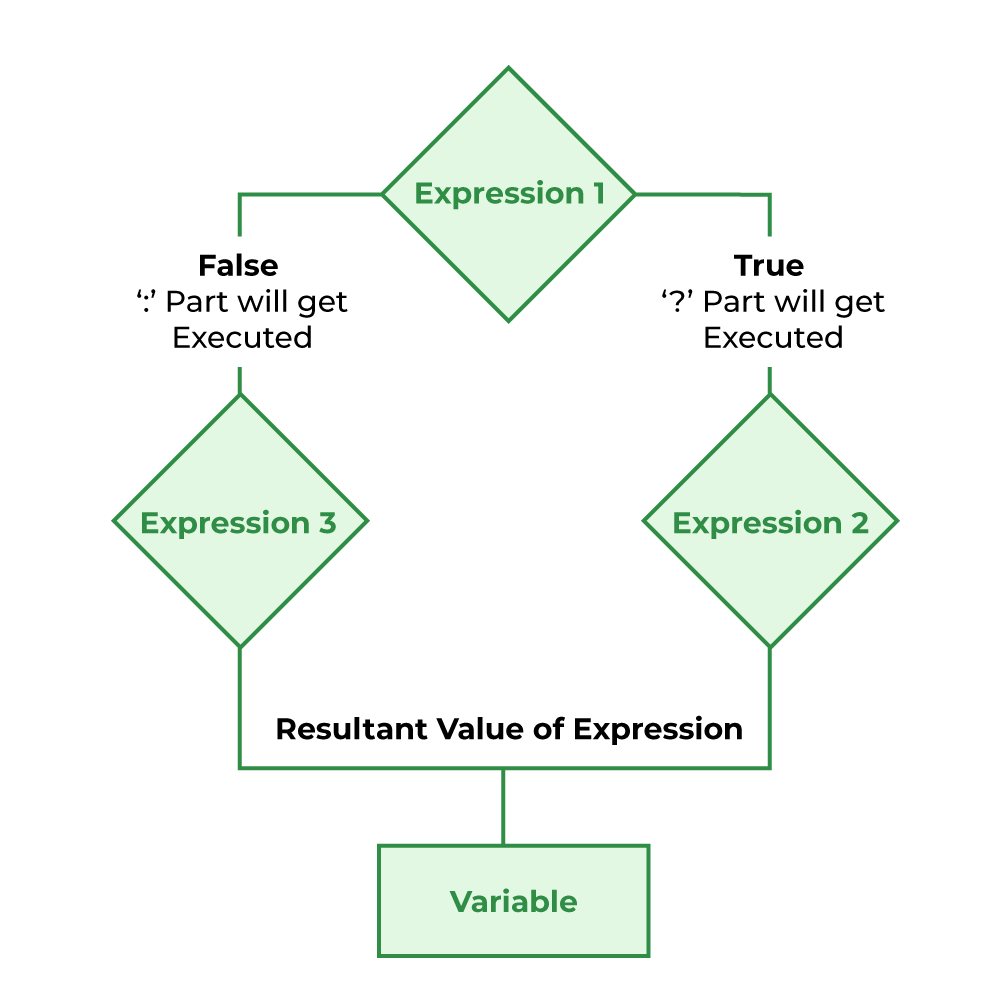 Expression 1
False
‘:’ Part will get
Executed
True
‘?’ Part will get
Executed
Expression 3
Expression 2
Resultant Value of Expression
Variable